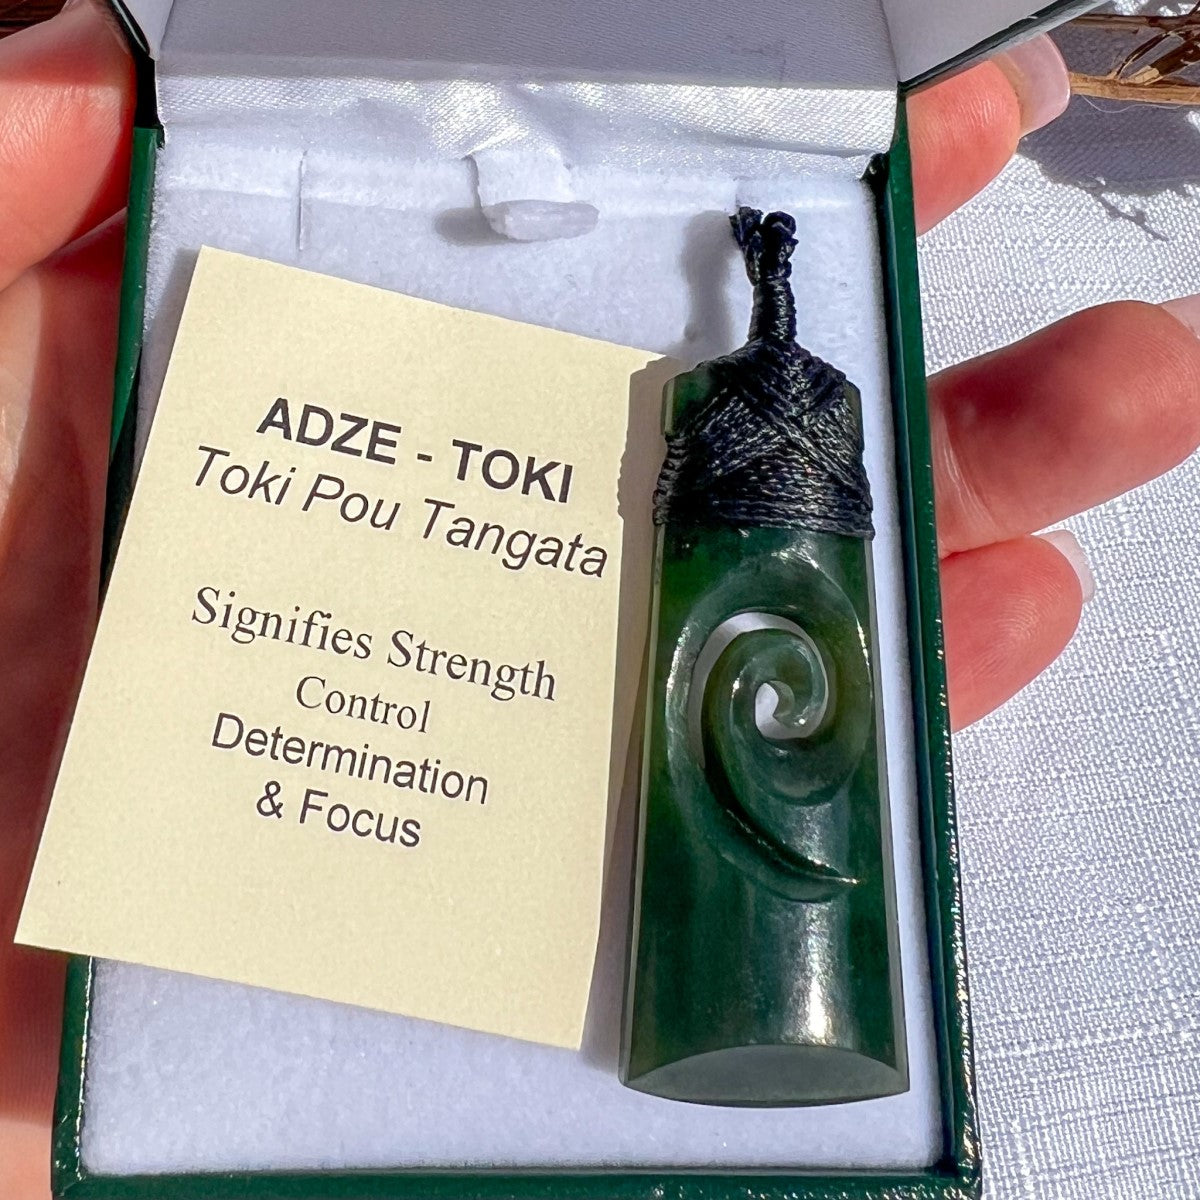 ADZE - TOKI
Toki Pou Tangata
Signifies Strength
Control
Determination
& Focus